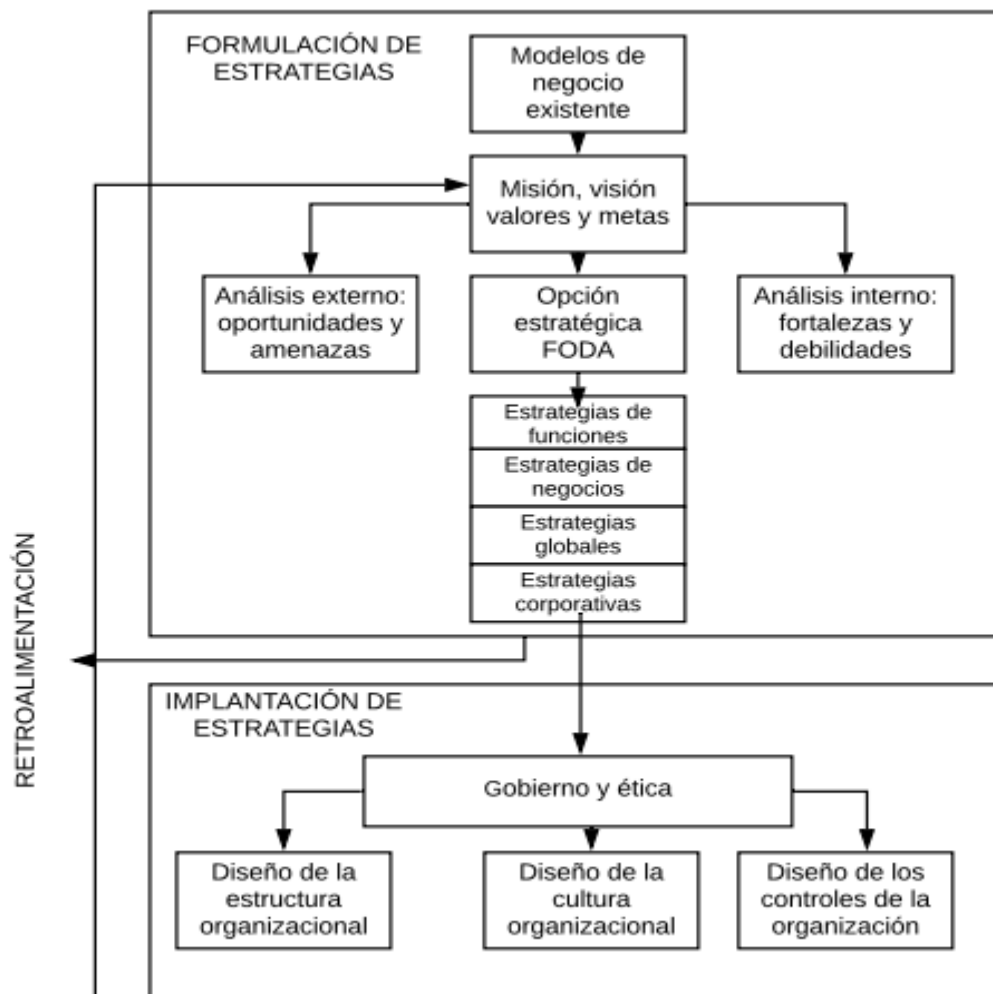 FORMULACIÓN DE
ESTRATEGIAS
Modelos de
negocio
existente
Misión, visión
valores y metas
Análisis externo:
oportunidades y
amenazas
Opción
estratégica
FODA
Análisis interno:
fortalezas y
debilidades
Estrategias de
funciones
Estrategias de
negocios
Estrategias
globales
Estrategias
corporativas
RETROALIMENTACIÓN
IMPLANTACIÓN DE
ESTRATEGIAS
Gobierno y ética
Diseño de la
estructura
organizacional
Diseño de la
cultura
organizacional
Diseño de los
controles de la
organización